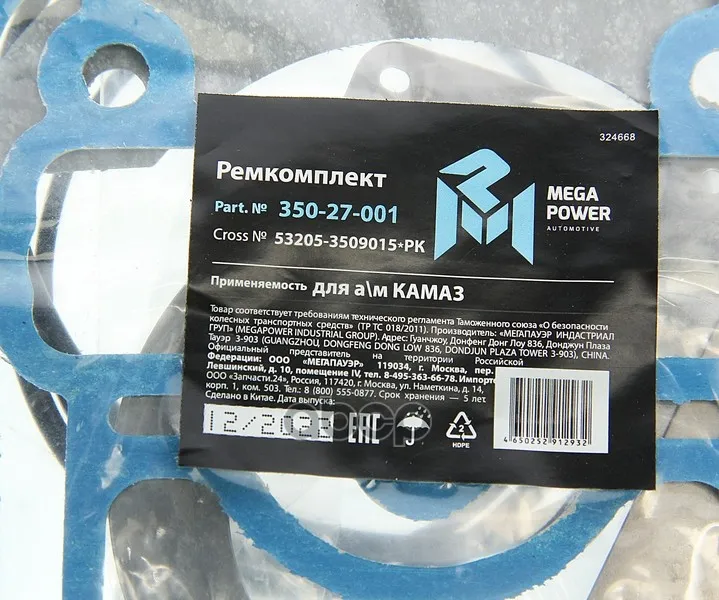 324668
Ремкомплект
MEGA
POWER
AUTOMOTIVE
Part. № 350-27-001
Cross № 53205-3509015*РК
Применяемость для а\м КАМАЗ
Товар соответствует требованиям технического регламента Таможенного союза «О безопасности
колесных транспортных средств» (ТР ТС 018/2011). Производитель: «МЕГАПАУЭР ИНДАСТРИАЛ
ГРУП» (MEGAPOWER INDUSTRIAL GROUP). Адрес: Гуанчжоу, Донфенг Донг Лоу 836, Донджун Плаза
Тауэр 3-903 (GUANGZHOU, DONGFENG DONG LOW 836, DONDJUN PLAZA TOWER 3-903), CHINA.
Официальный представитель на территории Российской
Федерации: ООО «МЕГАПАУЭР» 119034, г. Москва, пер.
Левшинский, д. 10, помещение IV, тел. 8-495-363-66-78.
ООО «Запчасти.24», Россия, 117420, г. Москва, ул. Наметкина, д. 14,
корп. 1, ком. 503. Тел.: 8 (800) 555-0877. Срок хранения — 5 лет.
Сделано в Китае. Дата выпуска:
12/2023
EAC
2
HDPE
4650252912932